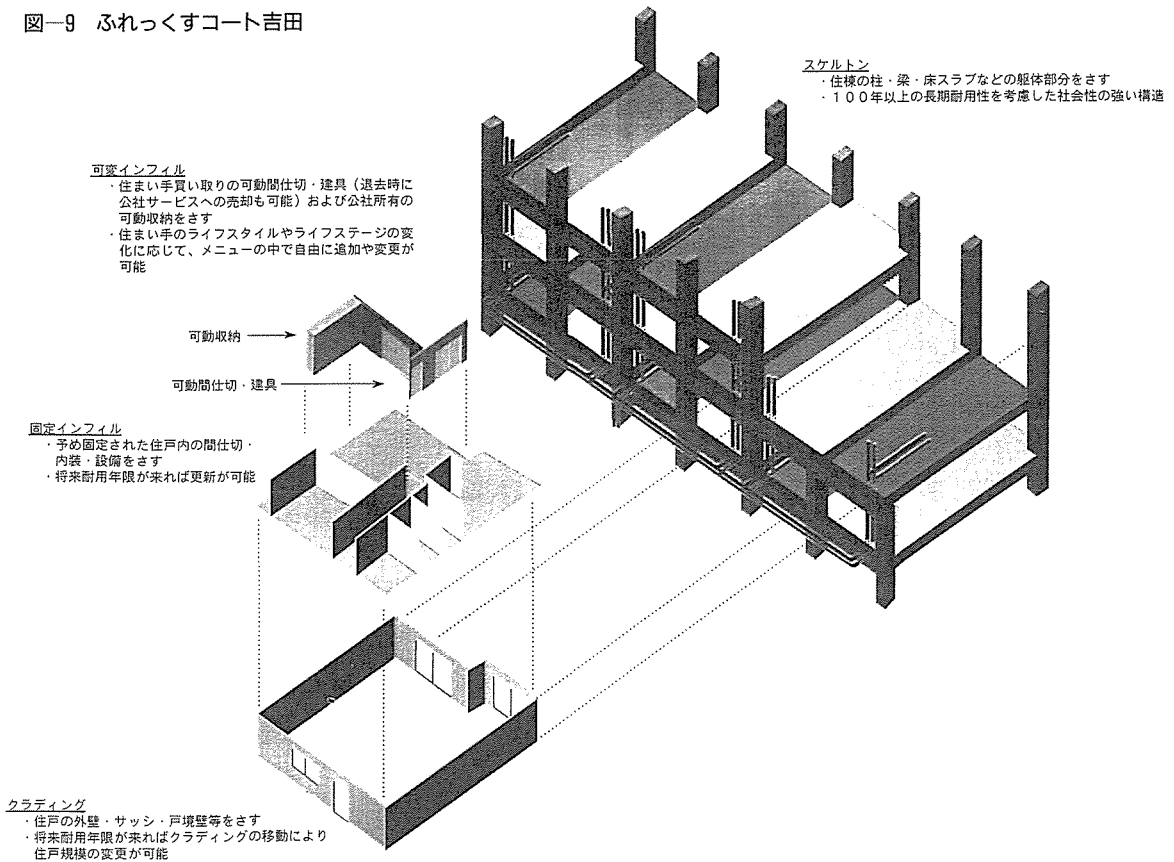 図―9　ふれっくすコート吉田
スケルトン
・住棟の柱・梁・床スラブなどの躯体部分をさす
・100年以上の長期耐用性を考慮した社会性の強い構造
可変インフィル
・住まい手買い取りの可動間仕切・建具（退去時に
公社サービスへの売却も可能）および公社所有の
可動収納をさす
・住まい手のライフスタイルやライフステージの変
化に応じて、メニューの中で自由に追加や変更が
可能
可動収納
可動間仕切・建具
固定インフィル
・予め固定された住戸内の間仕切・
内装・設備をさす
・将来耐用年限が来れば更新が可能
クラディング
・住戸の外壁・サッシ・戸境壁等をさす
・将来耐用年限が来ればクラディングの移動により
住戸規模の変更が可能